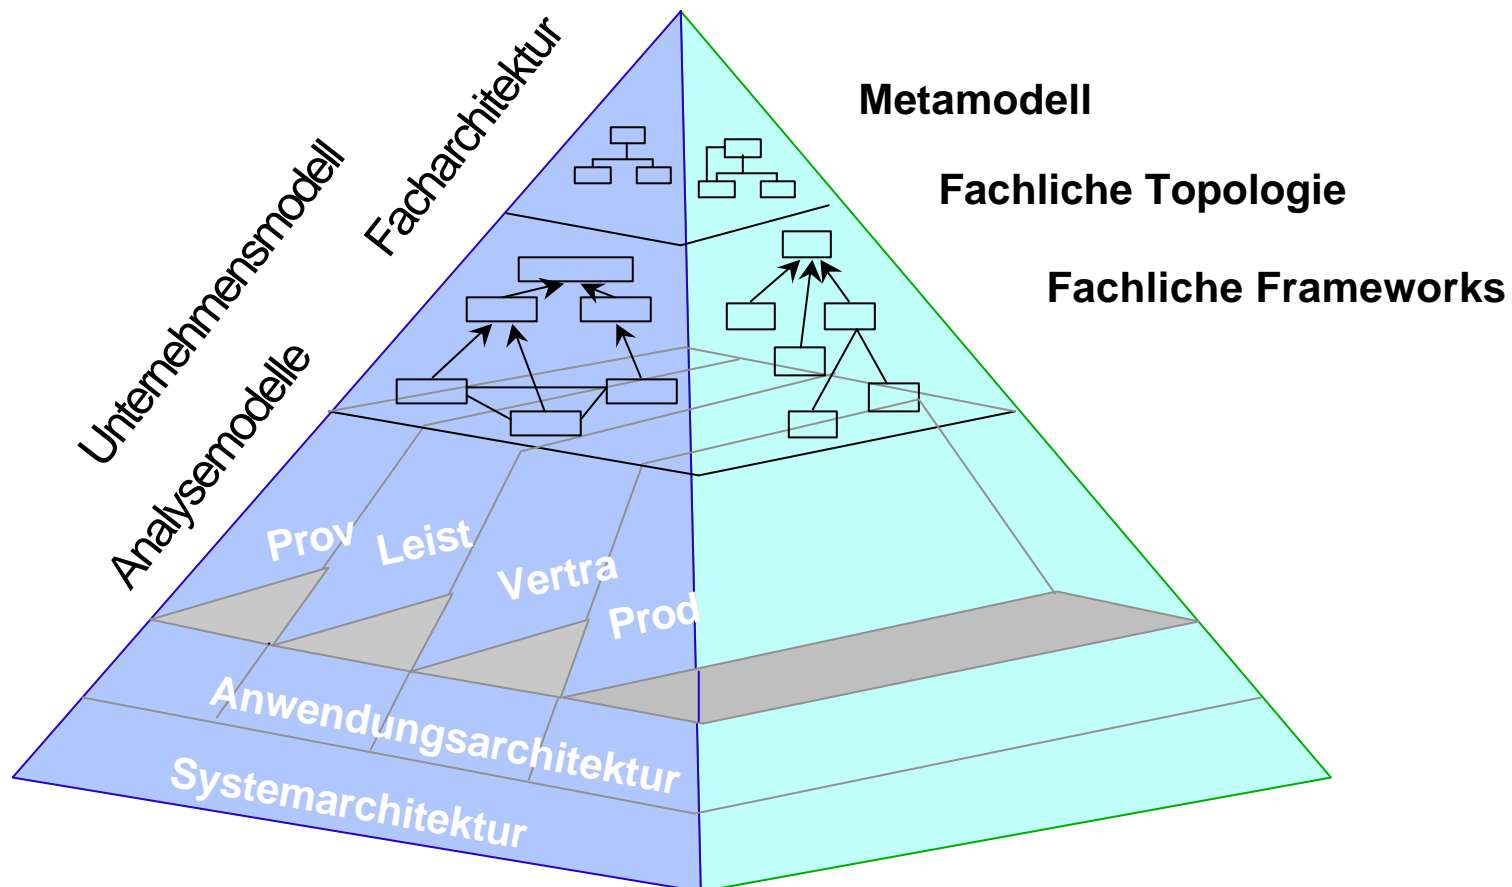 Facharchitektur
Unternehmensmodell
Analysemodelle
Metamodell
Fachliche Topologie
Fachliche Frameworks
Prov
Leist
Vertra
Prod
Anwendungsarchitektur
Systemarchitektur